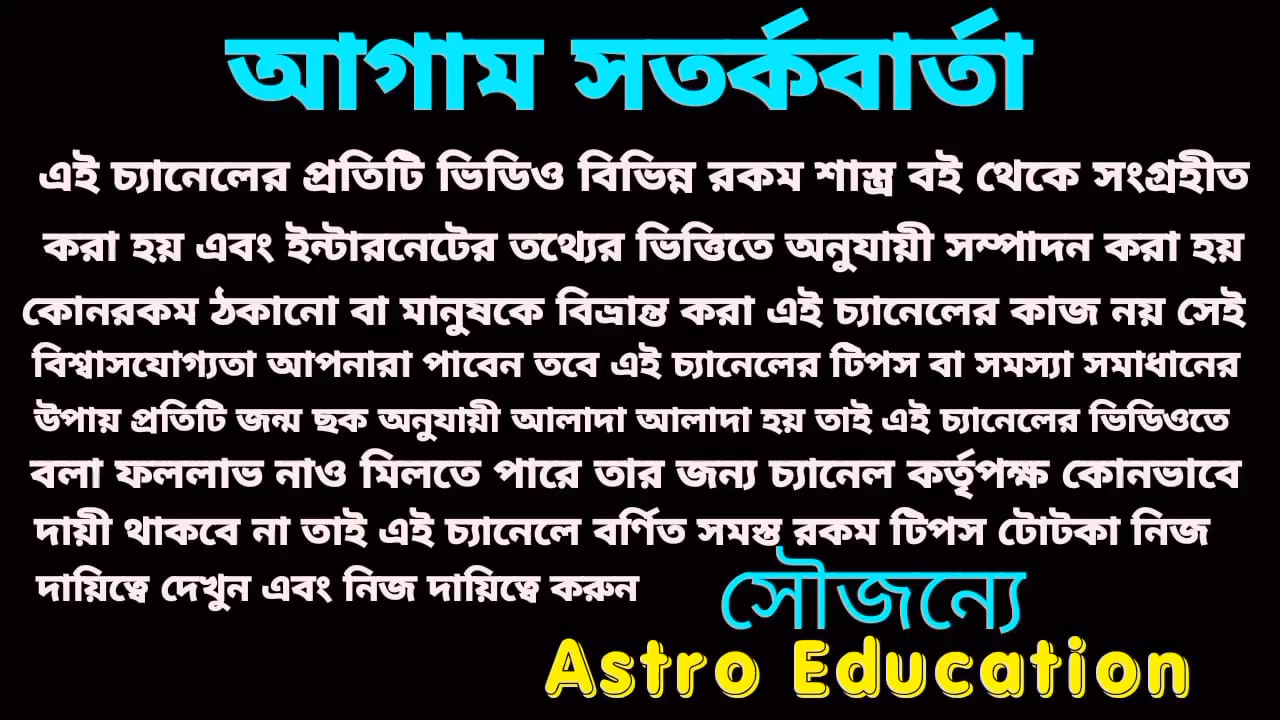 আগাম সতর্কবার্তা
এই চ্যানেলের প্রতিটি ভিডিও বিভিন্ন রকম শাস্ত্র বই থেকে সংগ্রহীত
করা হয় এবং ইন্টারনেটের তথ্যের ভিত্তিতে অনুযায়ী সম্পাদন করা হয়
কোনরকম ঠকানো বা মানুষকে বিভ্রান্ত করা এই চ্যানেলের কাজ নয় সেই
বিশ্বাসযোগ্যতা আপনারা পাবেন তবে এই চ্যানেলের টিপস বা সমস্যা সমাধানের
উপায় প্রতিটি জন্ম ছক অনুযায়ী আলাদা আলাদা হয় তাই এই চ্যানেলের ভিডিওতে
বলা ফললাভ নাও মিলতে পারে তার জন্য চ্যানেল কর্তৃপক্ষ কোনভাবে
দায়ী থাকবে না তাই এই চ্যানেলে বর্ণিত সমস্ত রকম টিপস টোটকা নিজ
দায়িত্বে দেখুন এবং নিজ দায়িত্বে করুন
সৌজন্যে
Astro Education